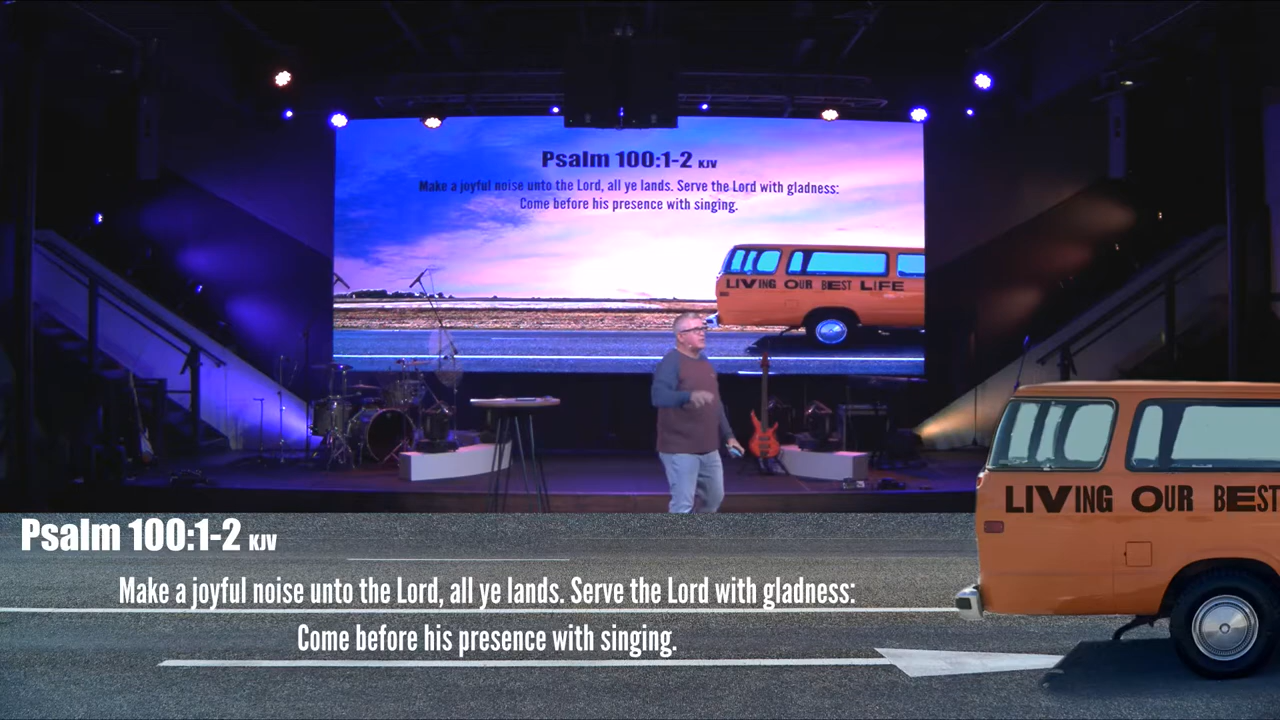 Psalm 100:1-2 KJV
Make a joyful noise unto the Lord, all ye lands. Serve the Lord with gladness:
Come before his presence with singing.
LIVING OUR BEST LIFE
Psalm 100:1-2 KJV
Make a joyful noise unto the Lord, all ye lands. Serve the Lord with gladness:
Come before his presence with singing.
LIVING OUR BEST